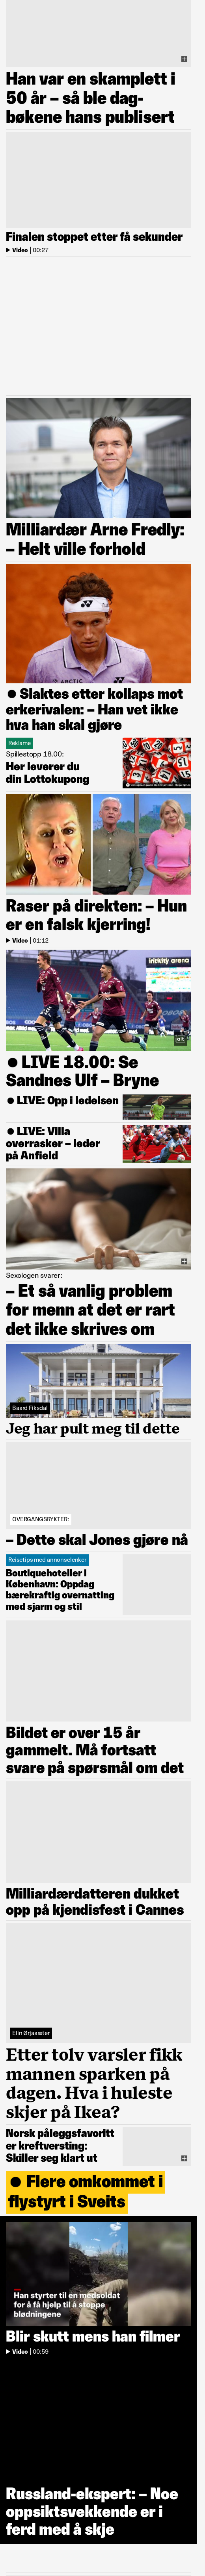 Han var en skamplett i
50 år – så ble dag-
bøkene hans publisert
Finalen stoppet etter få sekunder
Video | 00:27
Milliardær Arne Fredly:
– Helt ville forhold
● Slaktes etter kollaps mot
erkerivalen: – Han vet ikke
hva han skal gjøre
Reklame
Spillestopp 18.00:
Her leverer du
din Lottokupong
Raser på direkten: – Hun
er en falsk kjerring!
Video | 01:12
● LIVE 18.00: Se
Sandnes Ulf – Bryne
● LIVE: Opp i ledelsen
● LIVE: Villa
overrasker – leder
på Anfield
Sexologen svarer:
– Et så vanlig problem
for menn at det er rart
det ikke skrives om
Baard Fiksdal
Jeg har pult meg til dette
OVERGANGSRYKTER:
– Dette skal Jones gjøre nå
Reisetips med annonselenker
Boutiquehoteller i
København: Oppdag
bærekraftig overnatting
med sjarm og stil
Bildet er over 15 år
gammelt. Må fortsatt
svare på spørsmål om det
Milliardærdatteren dukket
opp på kjendisfest i Cannes
Elin Ørjasæter
Etter tolv varsler fikk
mannen sparken på
dagen. Hva i huleste
skjer på Ikea?
Norsk påleggsfavoritt
er kreftversting:
Skiller seg klart ut
● Flere omkommet i
flystyrt i Sveits
Han styrter til en medsoldat
for å få hjelp til å stoppe
blødningene
Blir skutt mens han filmer
Video | 00:59
Russland-ekspert: – Noe
oppsiktsvekkende er i
ferd med å skje